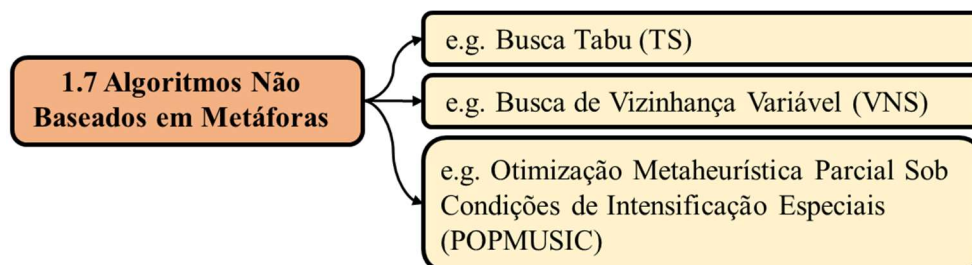 1.7 Algoritmos Não
Baseados em Metáforas
e.g. Busca Tabu (TS)
e.g. Busca de Vizinhança Variável (VNS)
e.g. Otimização Metaheurística Parcial Sob
Condições de Intensificação Especiais
(POPMUSIC)